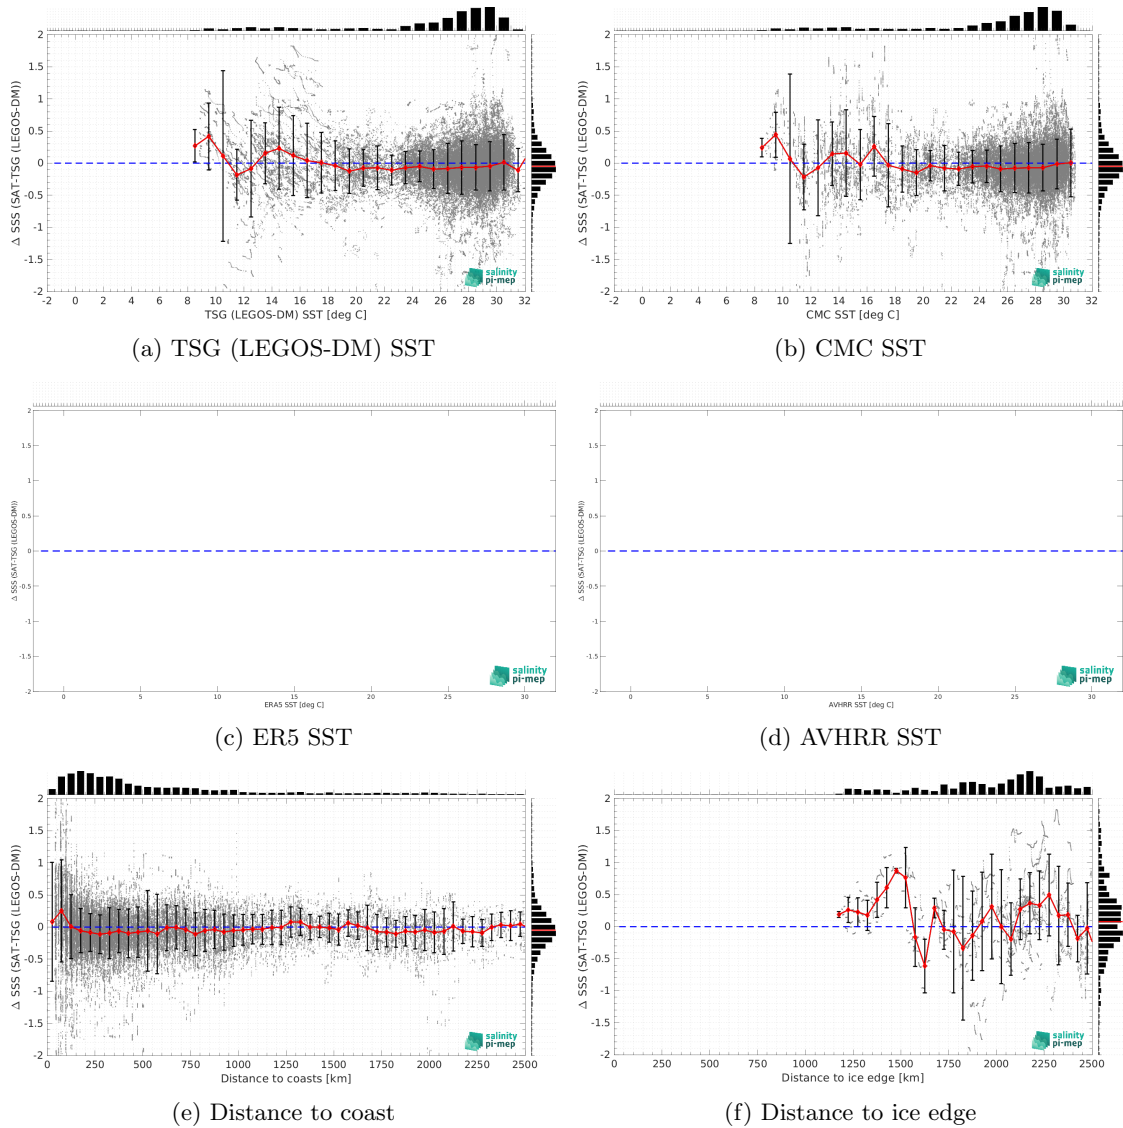 2
1.5
1
0.5
0
-0.5
-1
-1.5
-2
Δ SSS (SAT-TSG (LEGOS-DM))
salinity
pi-mep
-2 0 2 4 6 8 10 12 14 16 18 20 22 24 26 28 30 32
TSG (LEGOS-DM) SST [deg C]
(a) TSG (LEGOS-DM) SST
2
1.5
1
0.5
0
-0.5
-1
-1.5
-2
Δ SSS (SAT-TSG (LEGOS-DM))
salinity
pi-mep
-2 0 2 4 6 8 10 12 14 16 18 20 22 24 26 28 30 32
CMC SST [deg C]
(b) CMC SST
2
1.5
1
0.5
0
-0.5
-1
-1.5
-2
Δ SSS (SAT-TSG (LEGOS-DM))
salinity
pi-mep
0 5 10 15 20 25 30
ERA5 SST [deg C]
(c) ER5 SST
2
1.5
1
0.5
0
-0.5
-1
-1.5
-2
Δ SSS (SAT-TSG (LEGOS-DM))
salinity
pi-mep
0 5 10 15 20 25 30
AVHRR SST [deg C]
(d) AVHRR SST
2
1.5
1
0.5
0
-0.5
-1
-1.5
-2
Δ SSS (SAT-TSG (LEGOS-DM))
salinity
pi-mep
0 250 500 750 1000 1250 1500 1750 2000 2250 2500
Distance to coasts [km]
(e) Distance to coast
2
1.5
1
0.5
0
-0.5
-1
-1.5
-2
Δ SSS (SAT-TSG (LEGOS-DM))
salinity
pi-mep
0 250 500 750 1000 1250 1500 1750 2000 2250 2500
Distance to ice edge [km]
(f) Distance to ice edge